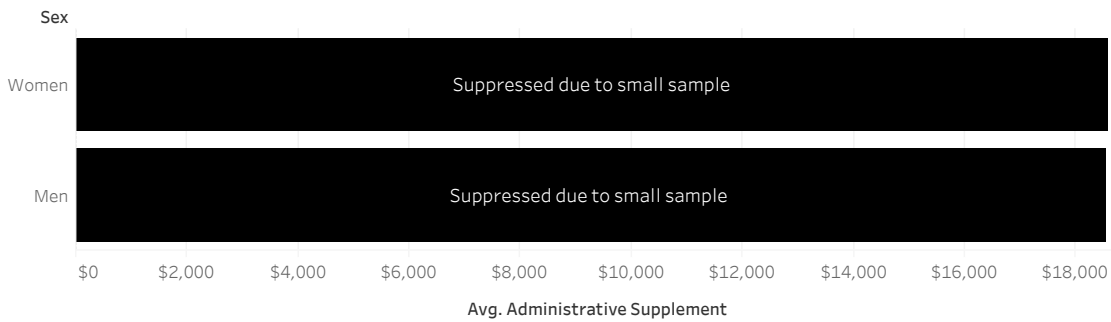 Sex
Women
Suppressed due to small sample
Men
Suppressed due to small sample
$0 $2,000 $4,000 $6,000 $8,000 $10,000 $12,000 $14,000 $16,000 $18,000
Avg. Administrative Supplement